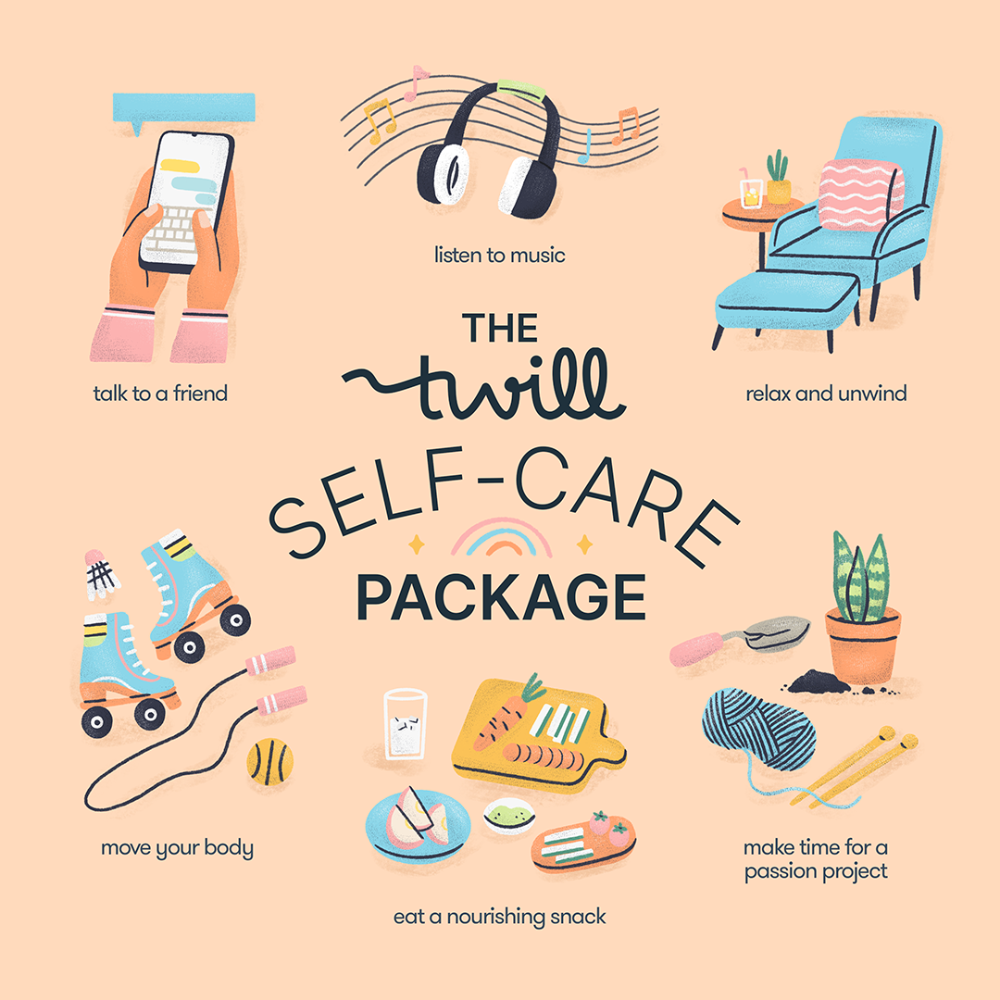 listen to music
talk to a friend
relax and unwind
THE
twill
SELF-CARE
PACKAGE
move your body
make time for a
passion project
eat a nourishing snack